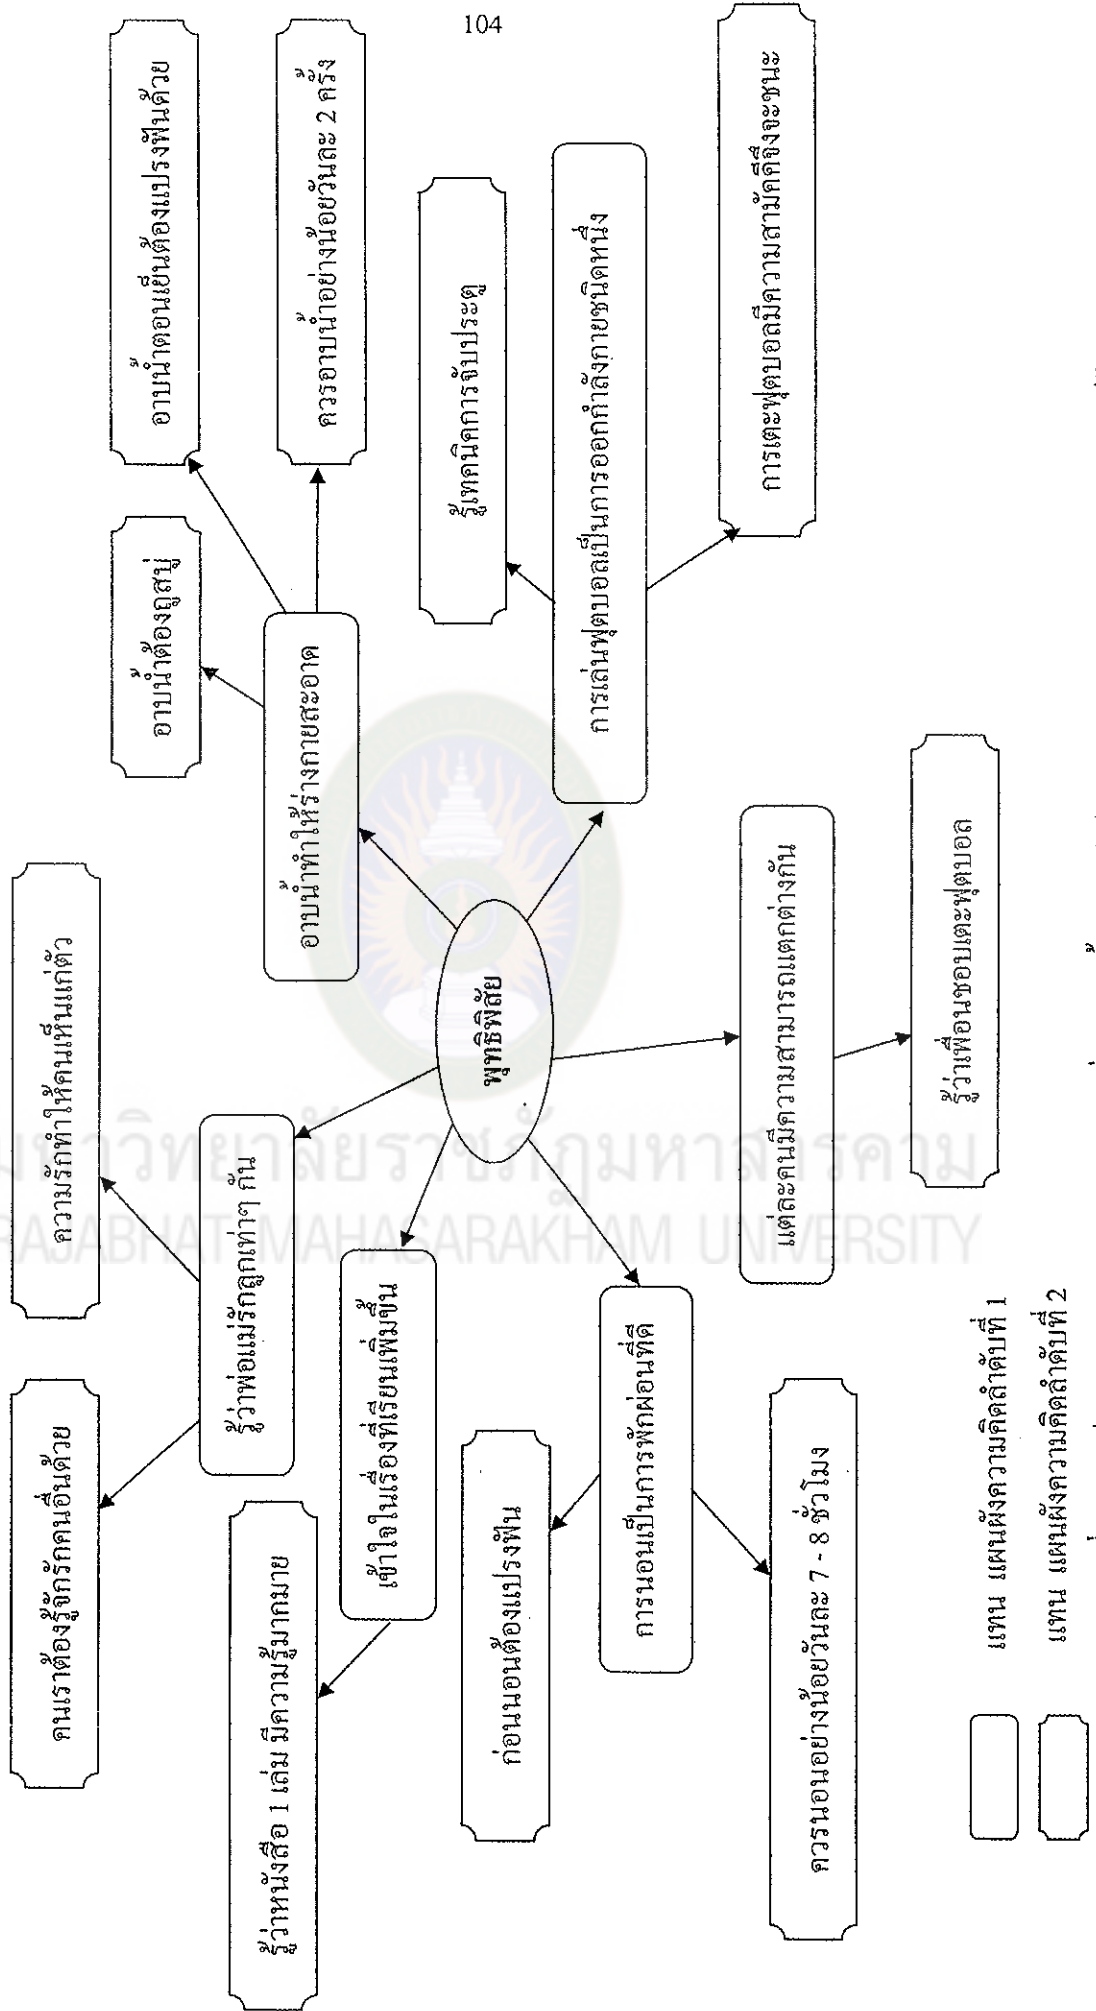 104
คนเราต้องรู้จักรักคนอื่นด้วย
ความรักทำให้คนเห็นแก่ตัว
อาบน้ำต้องถูสบู่
อาบน้ำตอนเย็นต้องแปรงฟันด้วย
รู้ว่าพ่อแม่รักลูกเท่าๆ กัน
อาบน้ำทำให้ร่างกายสะอาด
ควรอาบน้ำอย่างน้อยวันละ 2 ครั้ง
รู้ว่าหนังสือ 1 เล่ม มีความรู้มากมาย
เข้าใจในเรื่องที่เรียนเพิ่มขึ้น
พุทธิพิสัย
รู้เทคนิคการจับประตู
ก่อนนอนต้องแปรงฟัน
การนอนเป็นการพักผ่อนที่ดี
การเล่นฟุตบอลเป็นการออกกำลังกายชนิดหนึ่ง
ควรนอนอย่างน้อยวันละ 7 - 8 ชั่วโมง
แต่ละคนมีความสามารถแตกต่างกัน
การเตะฟุตบอลมีความสามัคคีจึงจะชนะ
รู้ว่าเพื่อนชอบเตะฟุตบอล
แทน แผนผังความคิดลำดับที่ 1
แทน แผนผังความคิดลำดับที่ 2
มหาวิทยาลัยราชภัฏมหาสารคาม
RAJABHAT MAHASARAKHAM UNIVERSITY